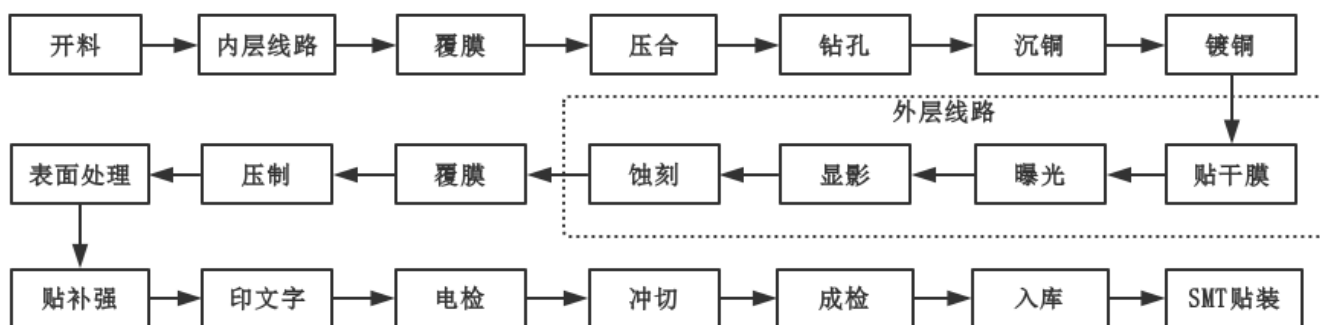 开料
内层线路
覆膜
压合
钻孔
沉铜
镀铜
外层线路
贴干膜
曝光
显影
蚀刻
覆膜
压制
表面处理
贴补强
印文字
电检
冲切
成检
入库
SMT贴装